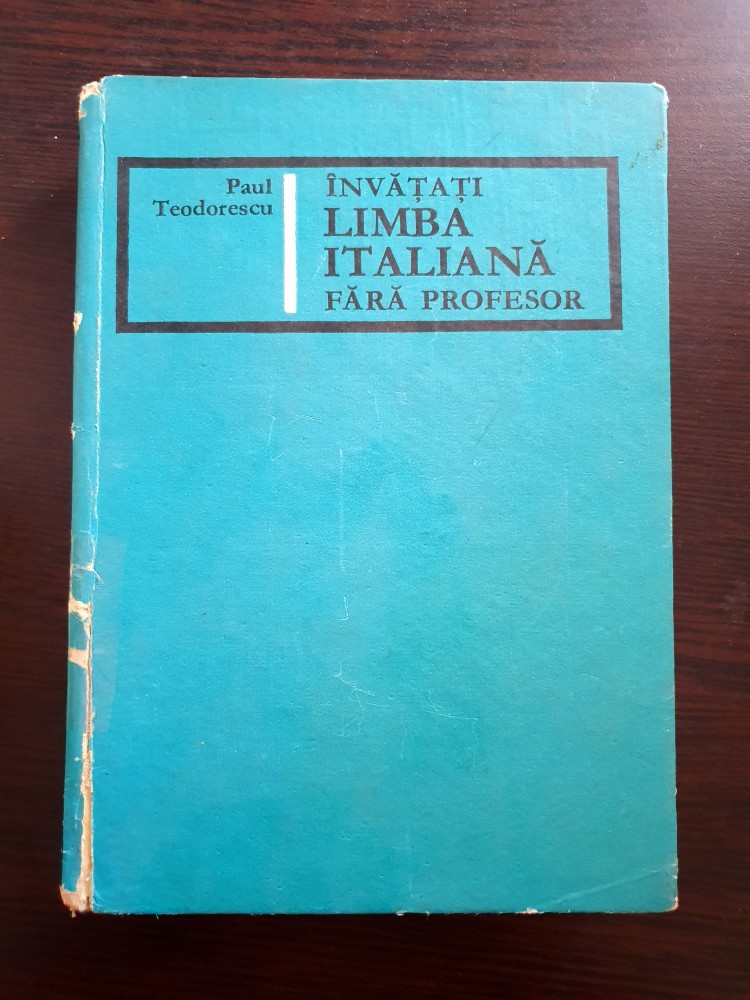 Paul
Teodorescu
ÎNVĂȚAȚI
LIMBA
ITALIANĂ
FĂRĂ PROFESOR